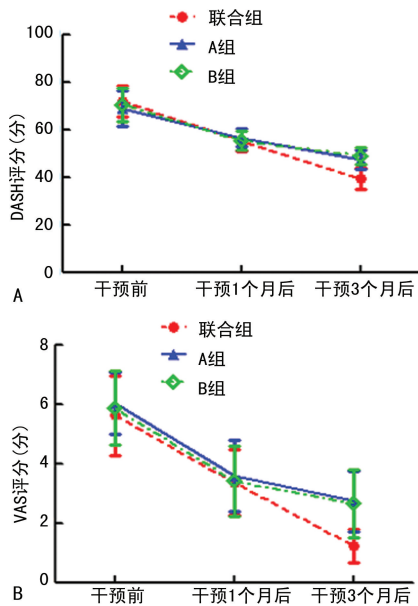 联合组
A组
B组
100
80
60
40
20
0
DASH评分(分)
干预前
干预1个月后
干预3个月后
A
联合组
A组
B组
8
6
4
2
0
VAS评分(分)
干预前
干预1个月后
干预3个月后
B